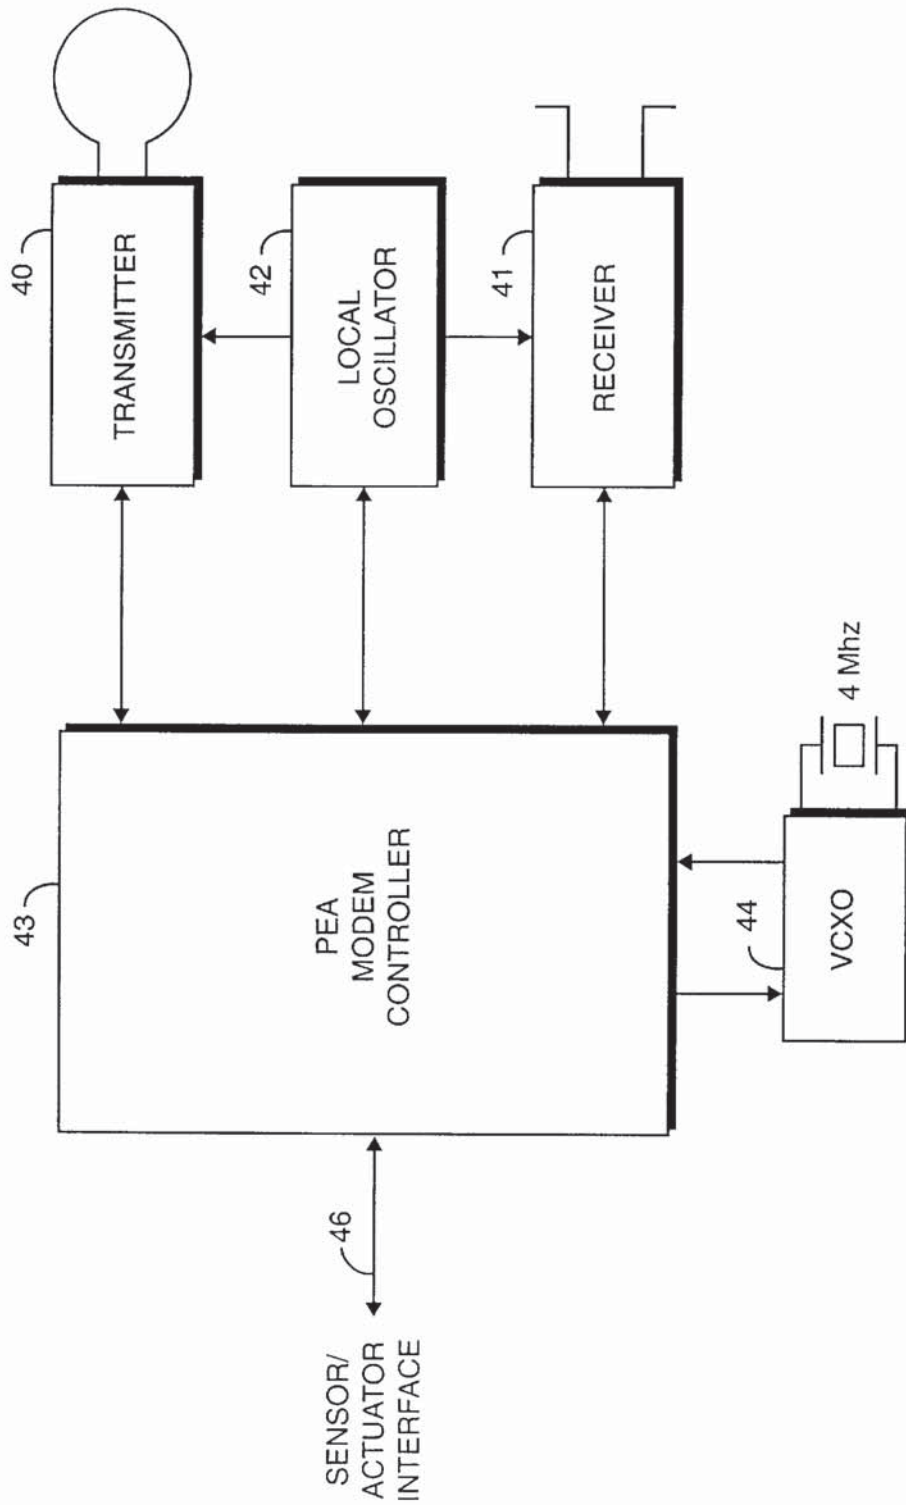 40
TRANSMITTER
42
LOCAL
OSCILLATOR
41
RECEIVER
43
PEA
MODEM
CONTROLLER
44
VCXO
4 Mhz
46
SENSOR/
ACTUATOR
INTERFACE